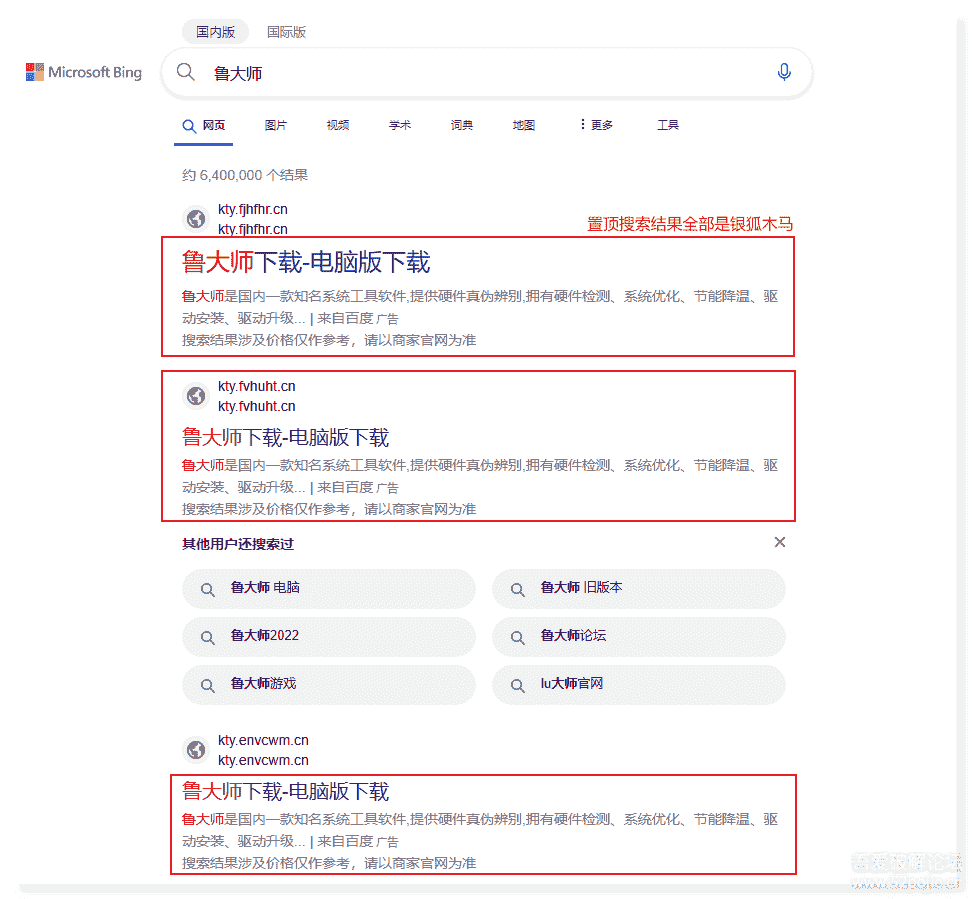 国内版 国际版
Microsoft Bing
鲁大师
网页 图片 视频 学术 词典 地图 更多 工具
约 6,400,000 个结果
kty.fjhfhr.cn
kty.fjhfhr.cn
置顶搜索结果全部是银狐木马
鲁大师下载-电脑版下载
鲁大师是国内一款知名系统工具软件,提供硬件真伪辨别,拥有硬件检测、系统优化、节能降温、驱
动安装、驱动升级... | 来自百度 广告
搜索结果涉及价格仅作参考，请以商家官网为准
kty.fvhuht.cn
kty.fvhuht.cn
鲁大师下载-电脑版下载
鲁大师是国内一款知名系统工具软件,提供硬件真伪辨别,拥有硬件检测、系统优化、节能降温、驱
动安装、驱动升级... | 来自百度 广告
搜索结果涉及价格仅作参考，请以商家官网为准
其他用户还搜索过
鲁大师 电脑 鲁大师 旧版本
鲁大师2022 鲁大师论坛
鲁大师游戏 lu大师官网
kty.envcwm.cn
kty.envcwm.cn
鲁大师下载-电脑版下载
鲁大师是国内一款知名系统工具软件,提供硬件真伪辨别,拥有硬件检测、系统优化、节能降温、驱
动安装、驱动升级... | 来自百度 广告
搜索结果涉及价格仅作参考，请以商家官网为准